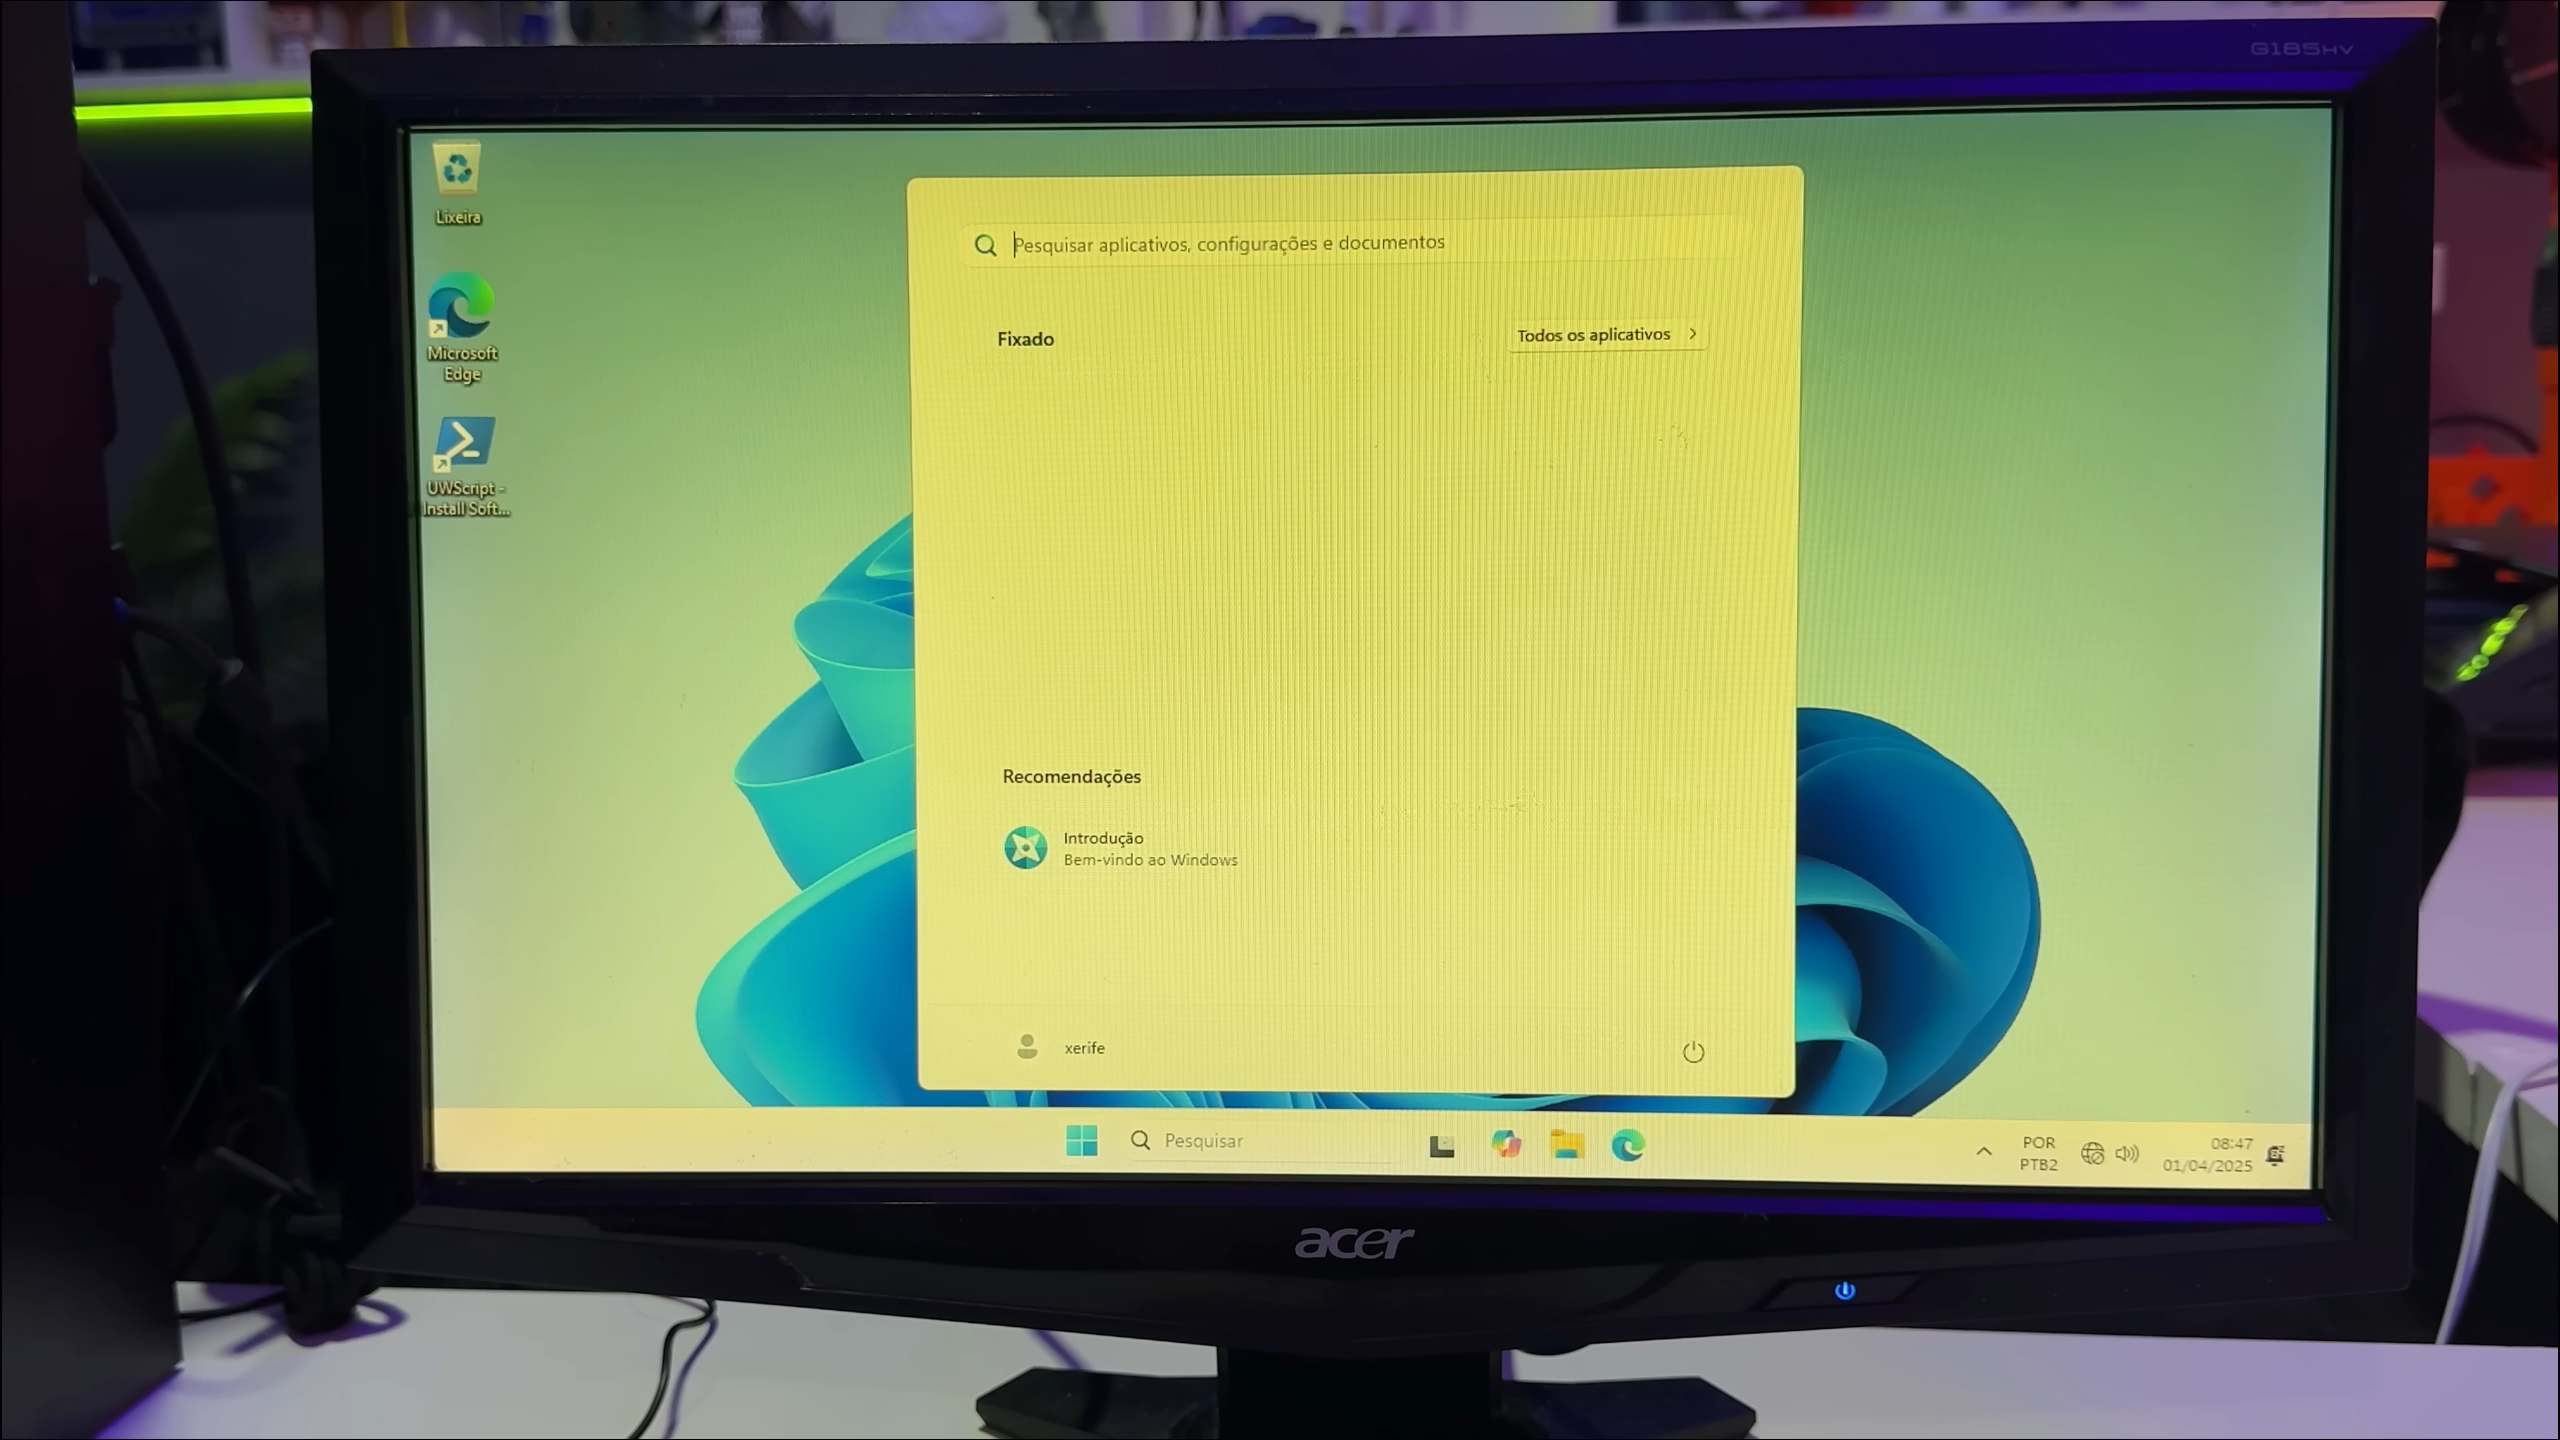 G185HV
Lixeira
Microsoft
Edge
UWScript -
Install Soft...
Pesquisar aplicativos, configurações e documentos
Fixado
Todos os aplicativos
Recomendações
Introdução
Bem-vindo ao Windows
xerife
Pesquisar
POR
PTB2
08:47
01/04/2025
acer